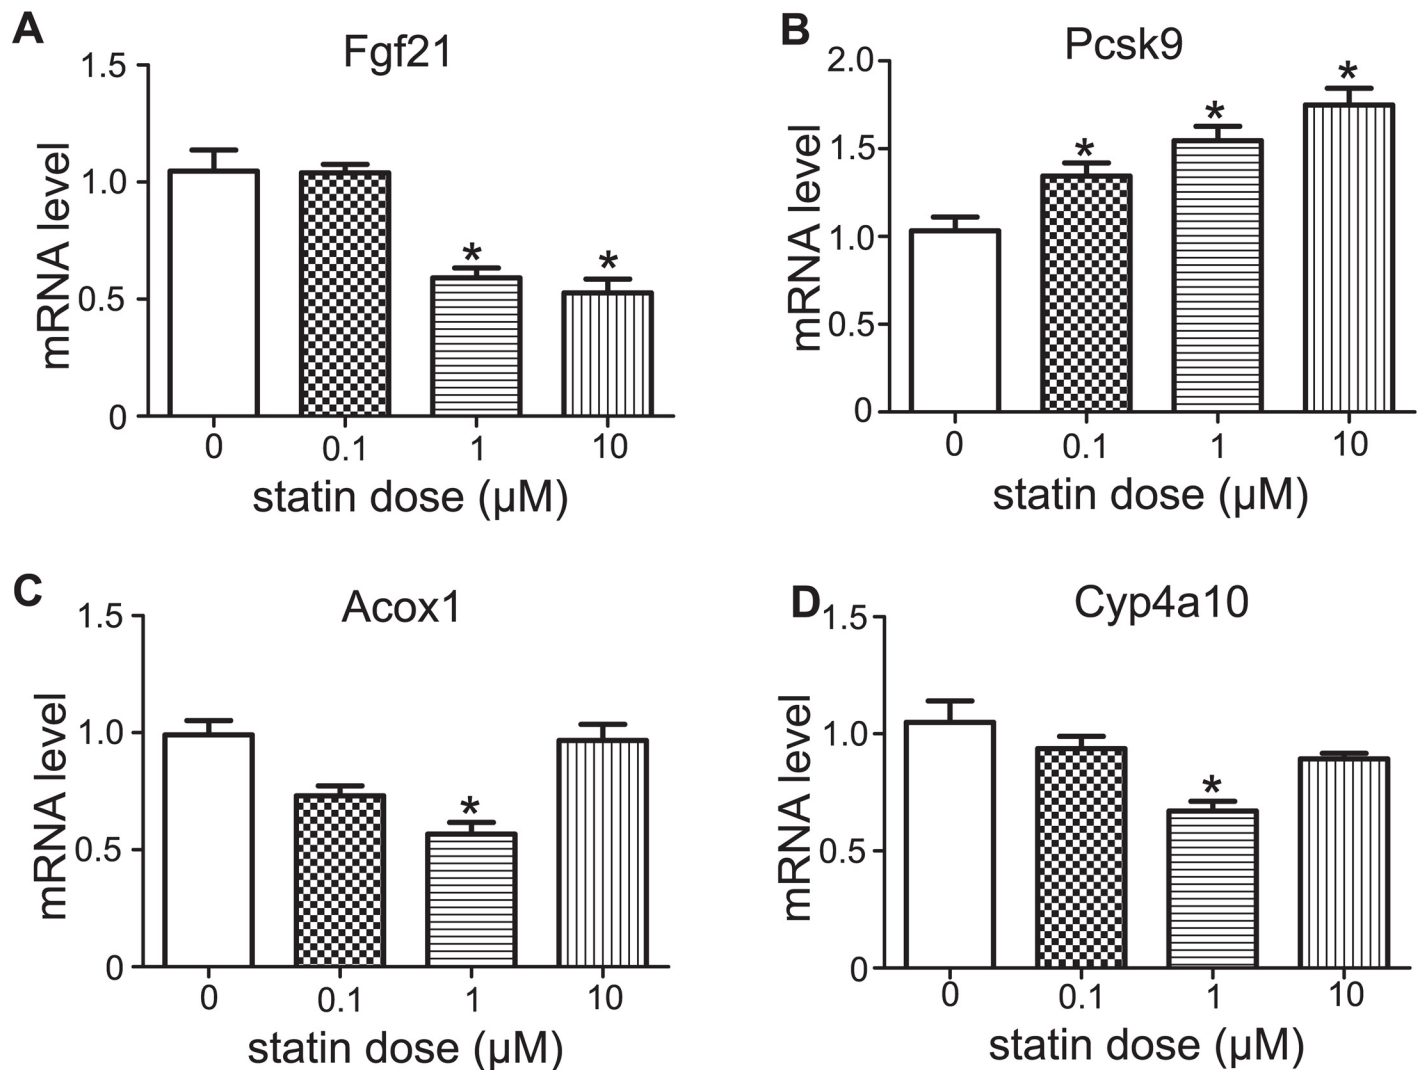 A
Fgf21
mRNA level
1.5
1.0
0.5
0
0 0.1 1 10
* *
statin dose (µM)
B
Pcsk9
mRNA level
2.0
1.5
1.0
0.5
0
0 0.1 1 10
* * *
statin dose (µM)
C
Acox1
mRNA level
1.5
1.0
0.5
0
0 0.1 1 10
*
statin dose (µM)
D
Cyp4a10
mRNA level
1.5
1.0
0.5
0
0 0.1 1 10
*
statin dose (µM)